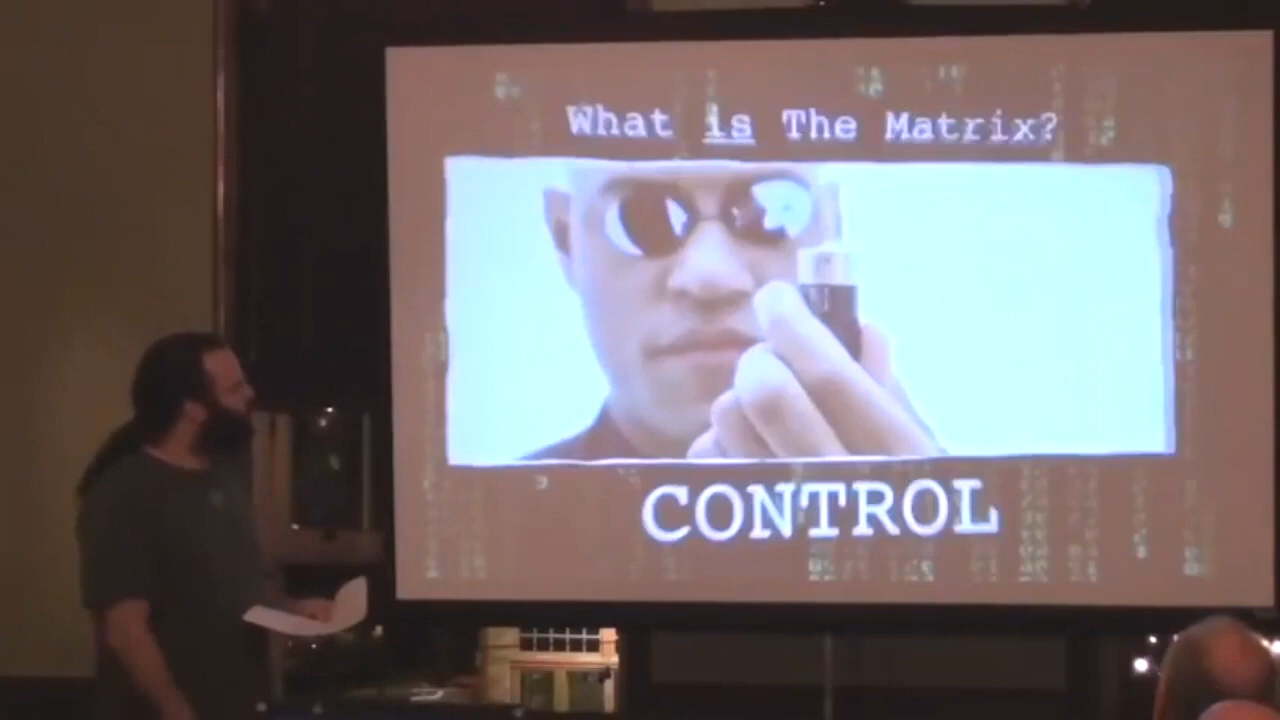 What is The Matrix?
CONTROL